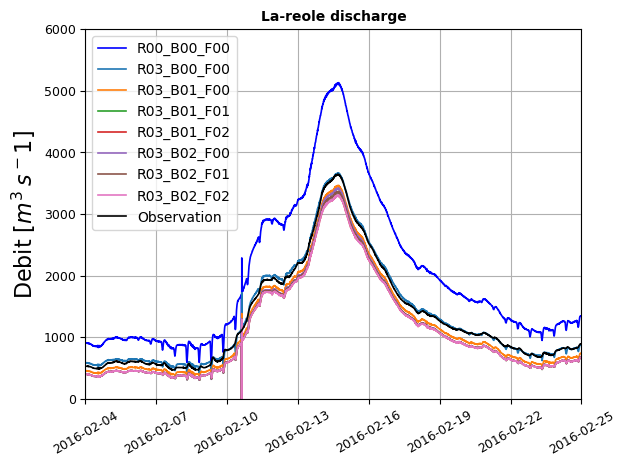 La-reole discharge
6000
5000
4000
3000
2000
1000
0
Debit [m³ s⁻1]
R00_B00_F00
R03_B00_F00
R03_B01_F00
R03_B01_F01
R03_B01_F02
R03_B02_F00
R03_B02_F01
R03_B02_F02
Observation
2016-02-04
2016-02-07
2016-02-10
2016-02-13
2016-02-16
2016-02-19
2016-02-22
2016-02-25